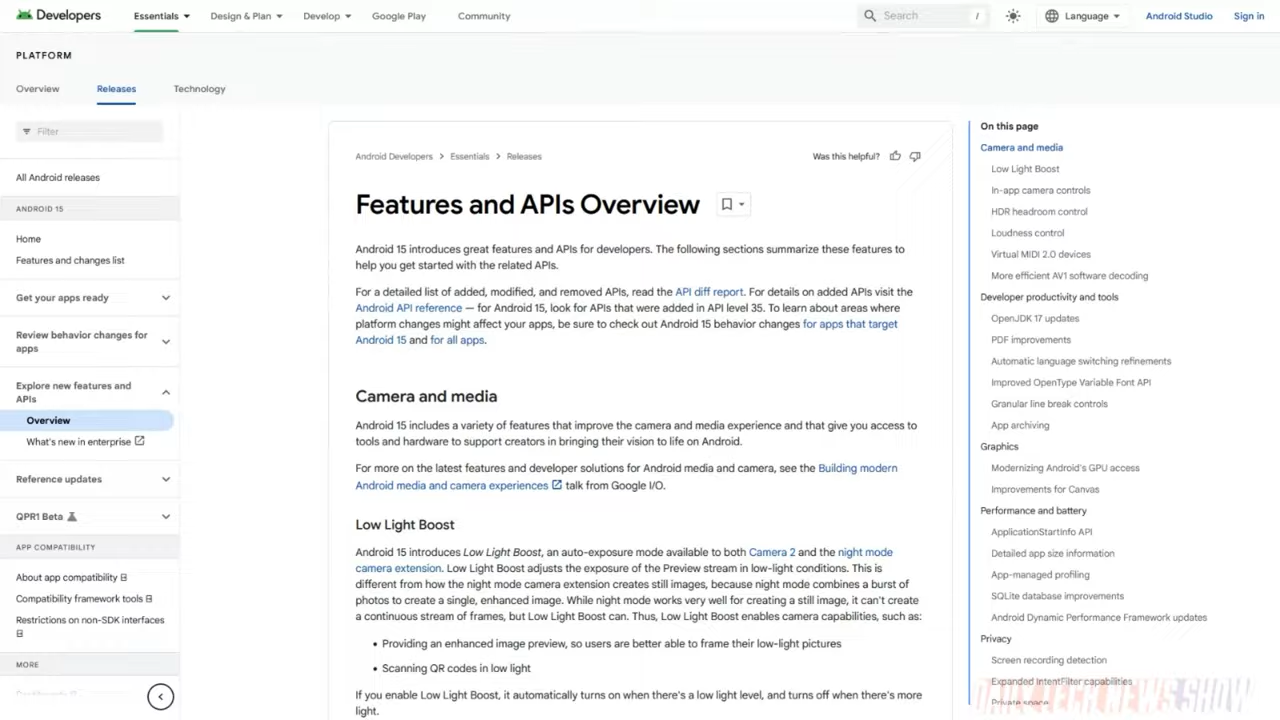 Developers
Essentials
Design & Plan
Develop
Google Play
Community
Search
/
Language
Android Studio
Sign in
PLATFORM
Overview
Releases
Technology
Filter
All Android releases
ANDROID 15
Home
Features and changes list
Get your apps ready
Review behavior changes for
apps
Explore new features and
APIs
Overview
What's new in enterprise
Reference updates
QPR1 Beta
APP COMPATIBILITY
About app compatibility
Compatibility framework tools
Restrictions on non-SDK interfaces
MORE
Android Developers > Essentials > Releases
Was this helpful?
Features and APIs Overview
Android 15 introduces great features and APIs for developers. The following sections summarize these features to
help you get started with the related APIs.
For a detailed list of added, modified, and removed APIs, read the API diff report. For details on added APIs visit the
Android API reference — for Android 15, look for APIs that were added in API level 35. To learn about areas where
platform changes might affect your apps, be sure to check out Android 15 behavior changes for apps that target
Android 15 and for all apps.
Camera and media
Android 15 includes a variety of features that improve the camera and media experience and that give you access to
tools and hardware to support creators in bringing their vision to life on Android.
For more on the latest features and developer solutions for Android media and camera, see the Building modern
Android media and camera experiences talk from Google I/O.
Low Light Boost
Android 15 introduces Low Light Boost, an auto-exposure mode available to both Camera 2 and the night mode
camera extension. Low Light Boost adjusts the exposure of the Preview stream in low-light conditions. This is
different from how the night mode camera extension creates still images, because night mode combines a burst of
photos to create a single, enhanced image. While night mode works very well for creating a still image, it can't create
a continuous stream of frames, but Low Light Boost can. Thus, Low Light Boost enables camera capabilities, such as:
• Providing an enhanced image preview, so users are better able to frame their low-light pictures
• Scanning QR codes in low light
If you enable Low Light Boost, it automatically turns on when there's a low light level, and turns off when there's more
light.
On this page
Camera and media
Low Light Boost
In-app camera controls
HDR headroom control
Loudness control
Virtual MIDI 2.0 devices
More efficient AV1 software decoding
Developer productivity and tools
OpenJDK 17 updates
PDF improvements
Automatic language switching refinements
Improved OpenType Variable Font API
Granular line break controls
App archiving
Graphics
Modernizing Android's GPU access
Improvements for Canvas
Performance and battery
ApplicationStartInfo API
Detailed app size information
App-managed profiling
SQLite database improvements
Android Dynamic Performance Framework updates
Privacy
Screen recording detection
Expanded IntentFilter capabilities
Private space
DAILY TECH NEWS SHOW